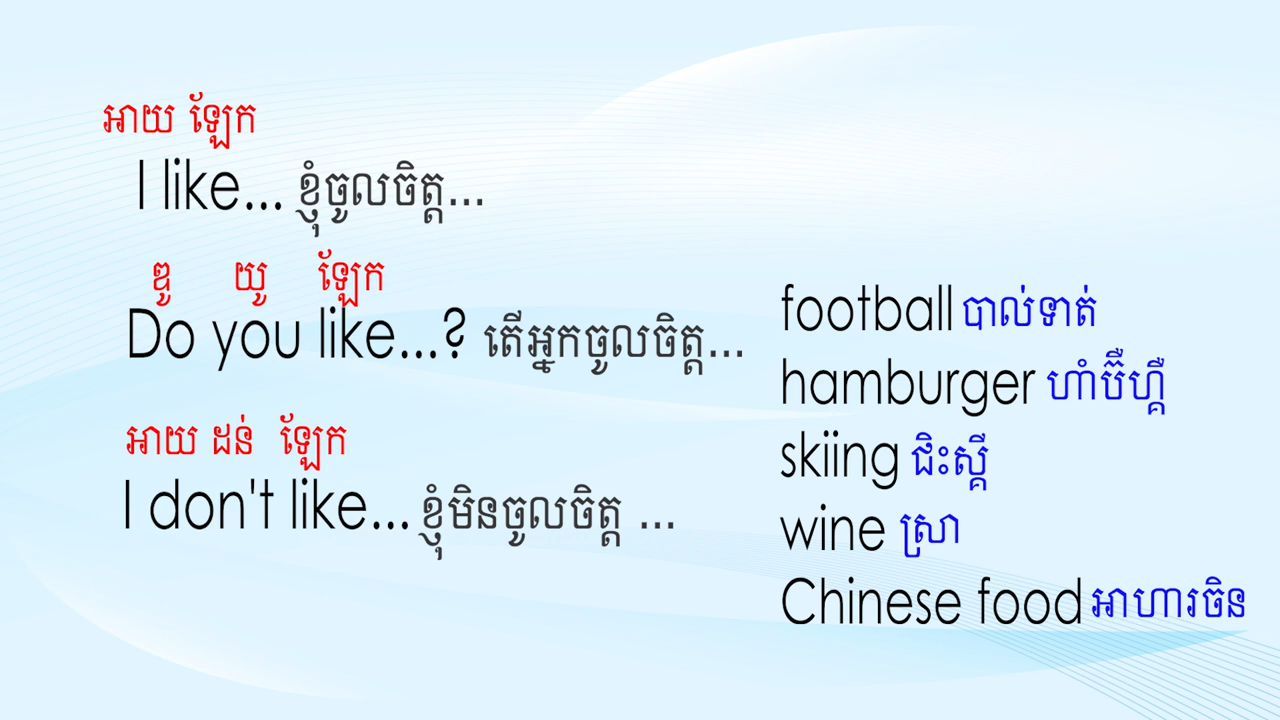 អាយ ឡែក
I like... ខ្ញុំចូលចិត្ត...
ឌូ យូ ឡែក
Do you like...? តើអ្នកចូលចិត្ត...
អាយ ដន់ ឡែក
I don't like... ខ្ញុំមិនចូលចិត្ត ...
football បាល់ទាត់
hamburger ហាំប៊ឺហ្គឺ
skiing ជិះស្គី
wine ស្រា
Chinese food អាហារចិន